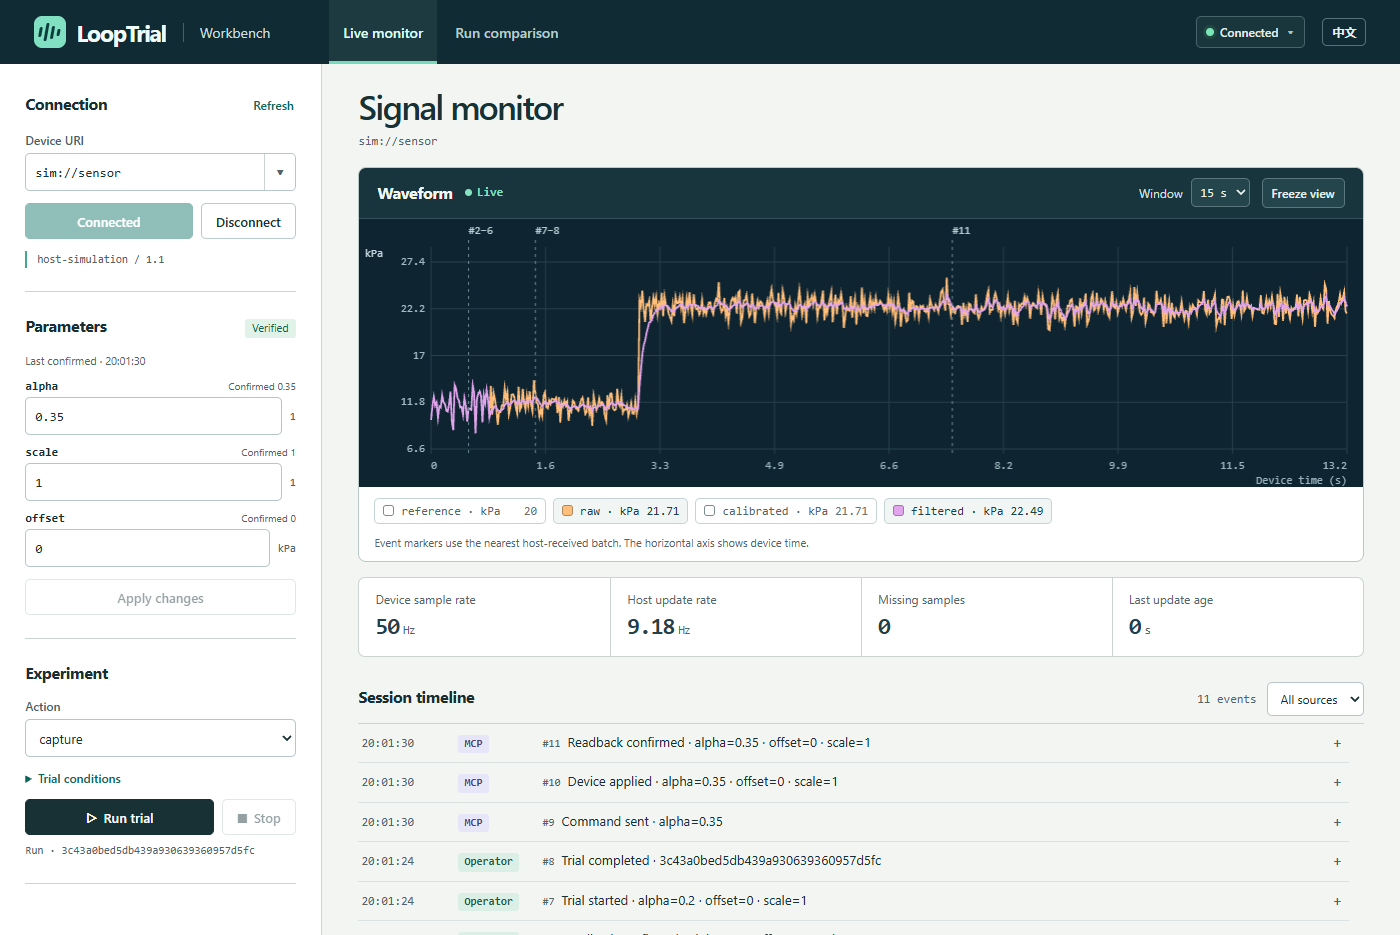 LoopTrial
Workbench
Live monitor
Run comparison
Connected
中文
Connection
Refresh
Device URI
sim://sensor
Connected
Disconnect
host-simulation / 1.1
Parameters
Verified
Last confirmed · 20:01:30
alpha
Confirmed 0.35
0.35
1
scale
Confirmed 1
1
1
offset
Confirmed 0
0
kPa
Apply changes
Experiment
Action
capture
Trial conditions
Run trial
Stop
Run · 3c43a0bed5db439a930639360957d5fc
Signal monitor
sim://sensor
Waveform
Live
Window
15 s
Freeze view
#2–6
#7–8
#11
kPa
27.4
22.2
17
11.8
6.6
0
1.6
3.3
4.9
6.6
8.2
9.9
11.5
13.2
Device time (s)
reference · kPa 20
raw · kPa 21.71
calibrated · kPa 21.71
filtered · kPa 22.49
Event markers use the nearest host-received batch. The horizontal axis shows device time.
Device sample rate
50 Hz
Host update rate
9.18 Hz
Missing samples
0
Last update age
0 s
Session timeline
11 events
All sources
20:01:30 MCP #11 Readback confirmed · alpha=0.35 · offset=0 · scale=1 +
20:01:30 MCP #10 Device applied · alpha=0.35 · offset=0 · scale=1 +
20:01:30 MCP #9 Command sent · alpha=0.35 +
20:01:24 Operator #8 Trial completed · 3c43a0bed5db439a930639360957d5fc +
20:01:24 Operator #7 Trial started · alpha=0.2 · offset=0 · scale=1 +